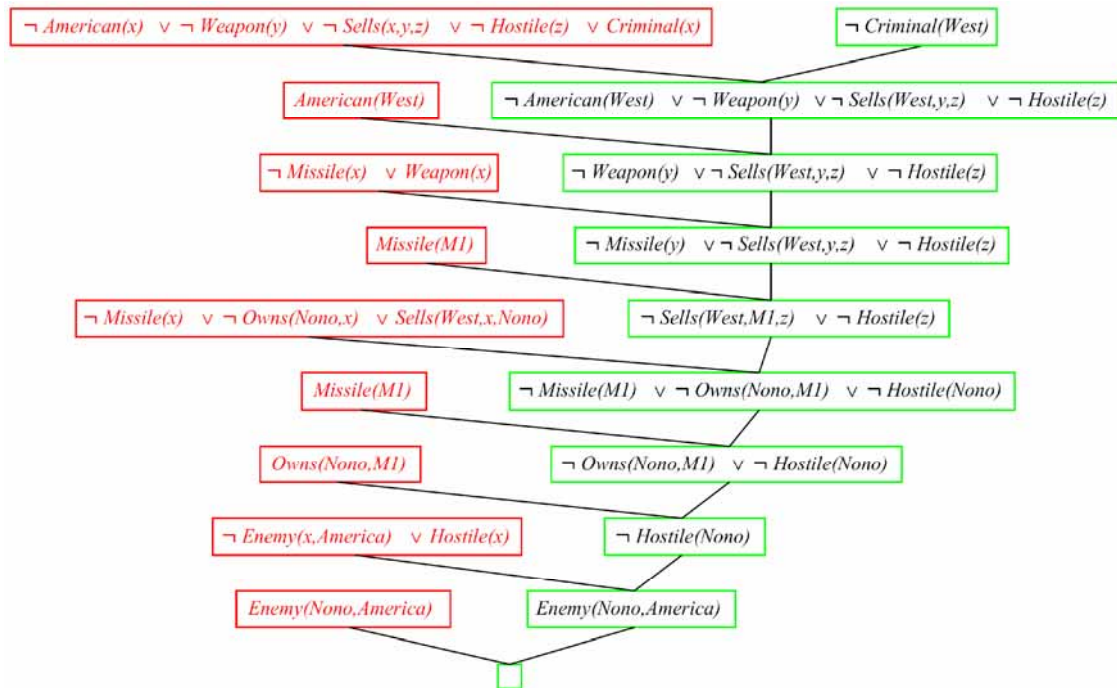 ¬ American(x) ∨ ¬ Weapon(y) ∨ ¬ Sells(x,y,z) ∨ ¬ Hostile(z) ∨ Criminal(x) ¬ Criminal(West)
American(West) ¬ American(West) ∨ ¬ Weapon(y) ∨ ¬ Sells(West,y,z) ∨ ¬ Hostile(z)
¬ Missile(x) ∨ Weapon(x) ¬ Weapon(y) ∨ ¬ Sells(West,y,z) ∨ ¬ Hostile(z)
Missile(M1) ¬ Missile(y) ∨ ¬ Sells(West,y,z) ∨ ¬ Hostile(z)
¬ Missile(x) ∨ ¬ Owns(Nono,x) ∨ Sells(West,x,Nono) ¬ Sells(West,M1,z) ∨ ¬ Hostile(z)
Missile(M1) ¬ Missile(M1) ∨ ¬ Owns(Nono,M1) ∨ ¬ Hostile(Nono)
Owns(Nono,M1) ¬ Owns(Nono,M1) ∨ ¬ Hostile(Nono)
¬ Enemy(x,America) ∨ Hostile(x) ¬ Hostile(Nono)
Enemy(Nono,America) Enemy(Nono,America)